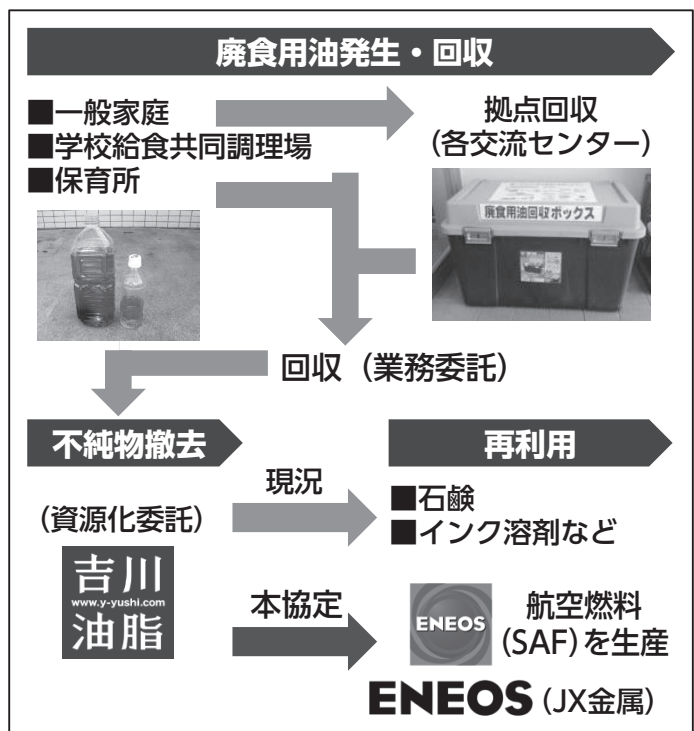 廃食用油発生・回収
■一般家庭
■学校給食共同調理場
■保育所
拠点回収
(各交流センター)
廃食用油回収ボックス
回収(業務委託)
不純物撤去
再利用
(資源化委託)
現況
■石鹸
■インク溶剤など
吉川
www.y-yushi.com
油脂
本協定
ENEOS
航空燃料
(SAF)を生産
ENEOS(JX金属)